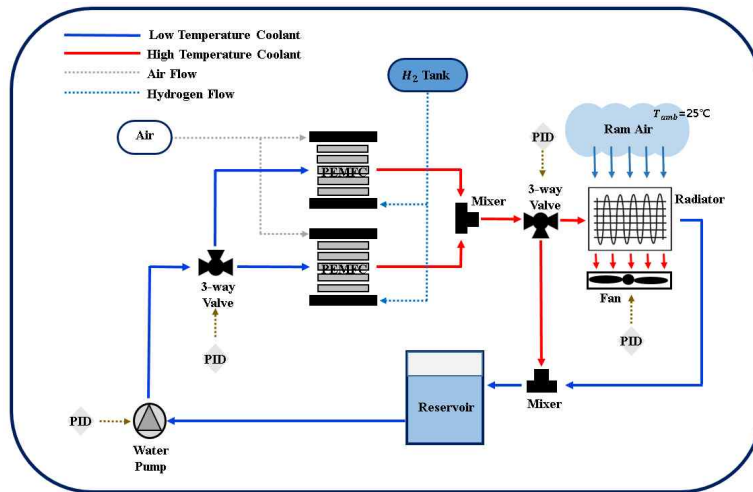 Low Temperature Coolant
High Temperature Coolant
Air Flow
Hydrogen Flow
H₂ Tank
T_amb=25℃
Ram Air
PID
Air
PEMFC
Mixer
3-way
Valve
Radiator
PEMFC
3-way
Valve
Fan
PID
PID
Reservoir
Mixer
PID
Water
Pump